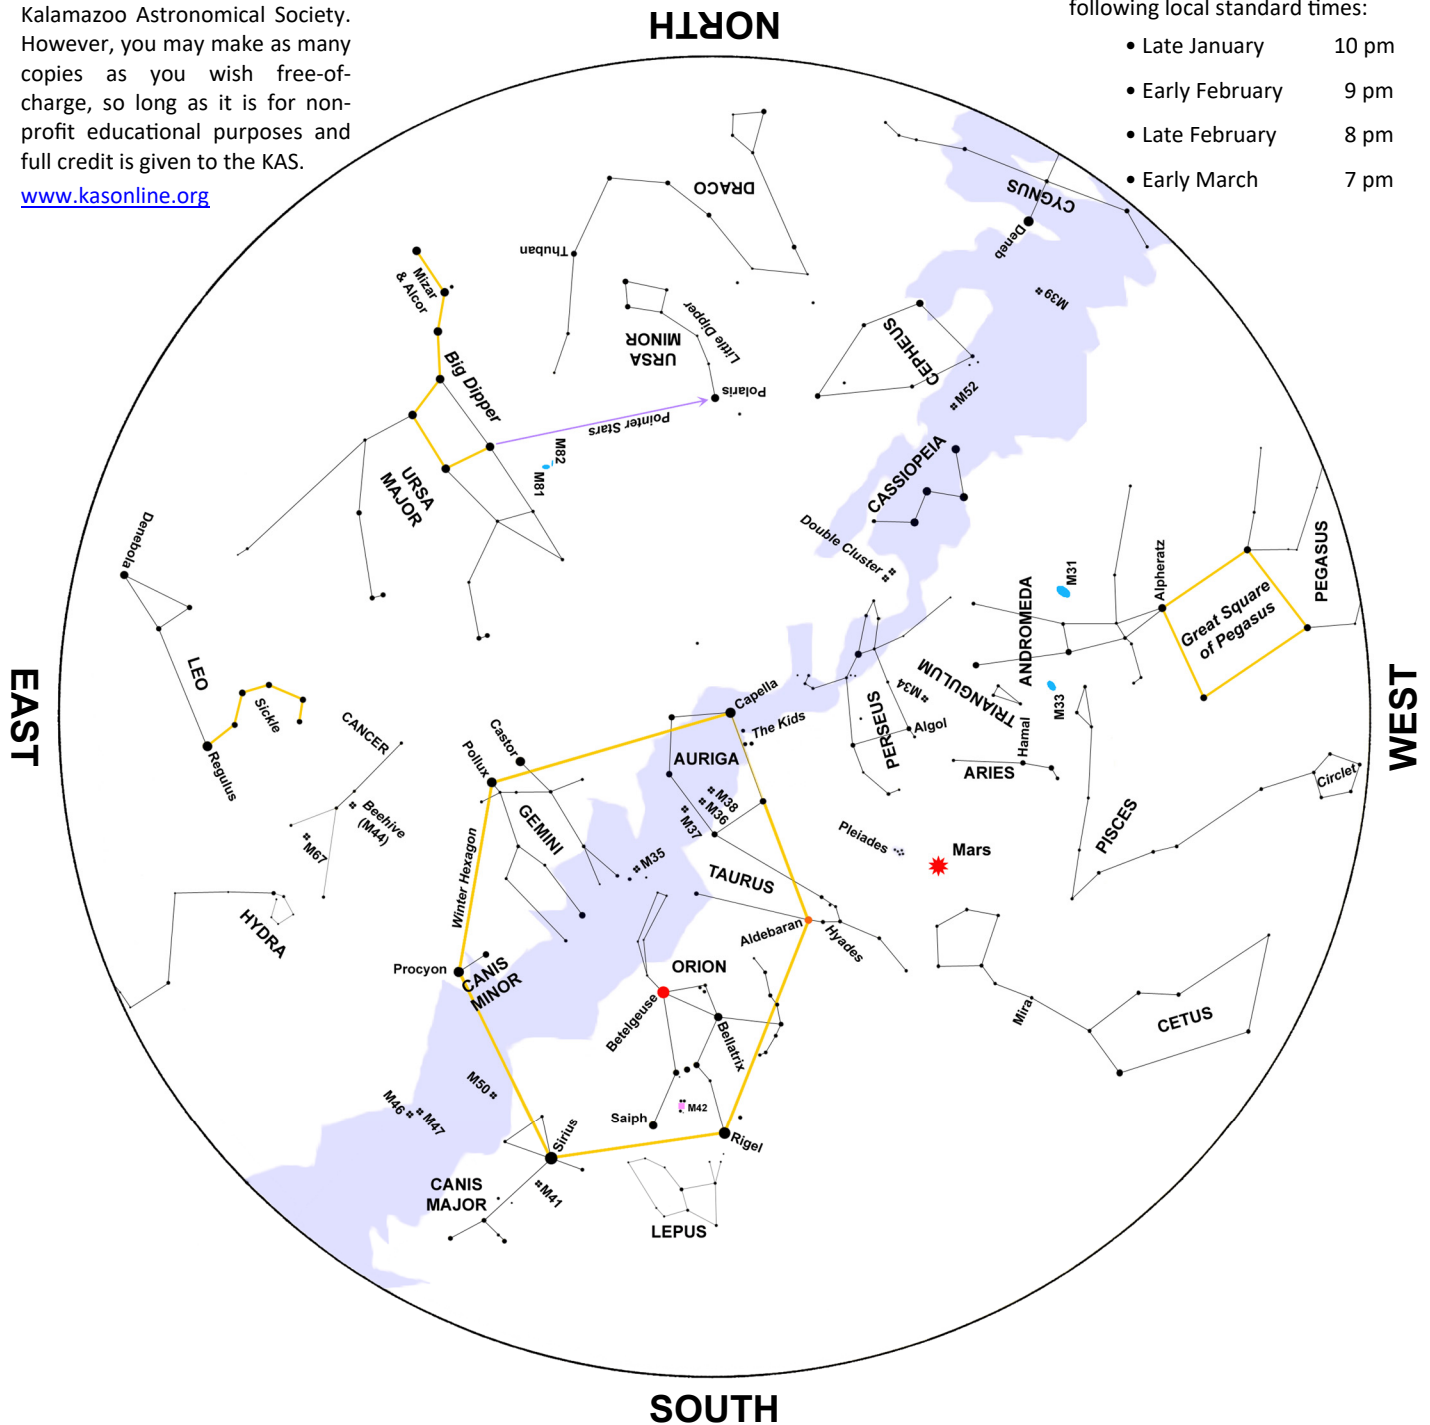 Kalamazoo Astronomical Society.
However, you may make as many
copies as you wish free-of-
charge, so long as it is for non-
profit educational purposes and
full credit is given to the KAS.
www.kasonline.org
following local standard times:
• Late January 10 pm
• Early February 9 pm
• Late February 8 pm
• Early March 7 pm
NORTH
DRACO
CYGNUS
Deneb
Thuban
Mizar
& Alcor
M39
Little Dipper
URSA
MINOR
CEPHEUS
Big Dipper
Polaris
M52
Pointer Stars
M82
M81
URSA
MAJOR
CASSIOPEIA
Double Cluster
Denebola
M31
Alpheratz
PEGASUS
Great Square
of Pegasus
ANDROMEDA
LEO
TRIANGULUM
M34
M33
EAST
WEST
Sickle
Capella
The Kids
PERSEUS
Algol
Hamal
CANCER
Castor
Pollux
Regulus
AURIGA
ARIES
Circlet
M38
M36
M37
Beehive
(M44)
M67
GEMINI
Pleiades
Mars
PISCES
M35
TAURUS
Winter Hexagon
HYDRA
Aldebaran
Hyades
Procyon
CANIS
MINOR
ORION
Betelgeuse
Bellatrix
Mira
CETUS
M50
M46
M47
Saiph
M42
Sirius
Rigel
CANIS
MAJOR
M41
LEPUS
SOUTH